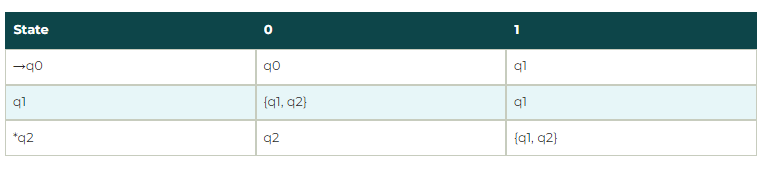 State 0 1
→q0 q0 q1
q1 {q1, q2} q1
*q2 q2 {q1, q2}